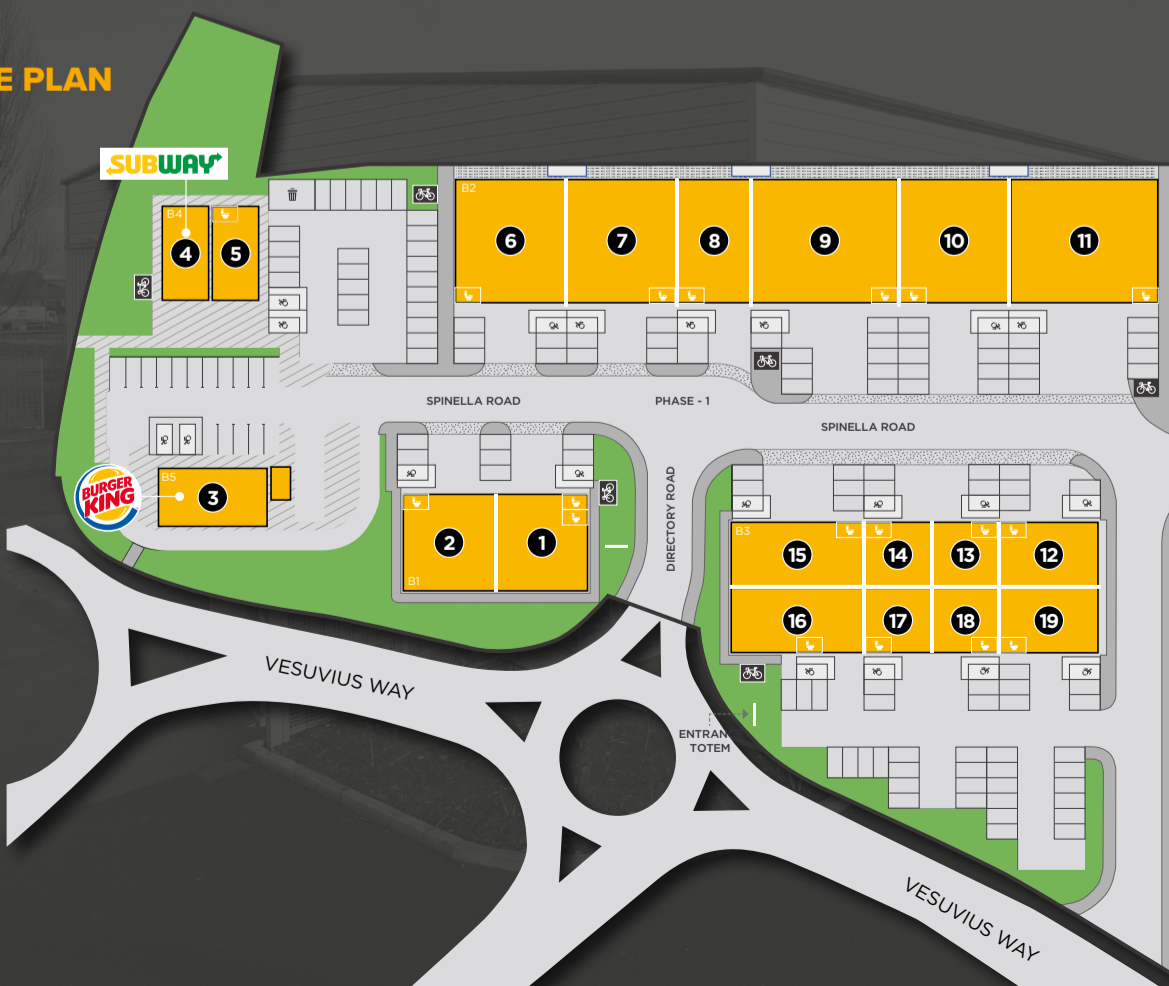 E PLAN
SUBWAY
B4
4
5
B2
6
7
8
9
10
11
SPINELLA ROAD
PHASE - 1
SPINELLA ROAD
BURGER
KING
B5
3
DIRECTORY ROAD
2
1
B1
B3
15
14
13
12
16
17
18
19
VESUVIUS WAY
ENTRAN
TOTEM
VESUVIUS WAY